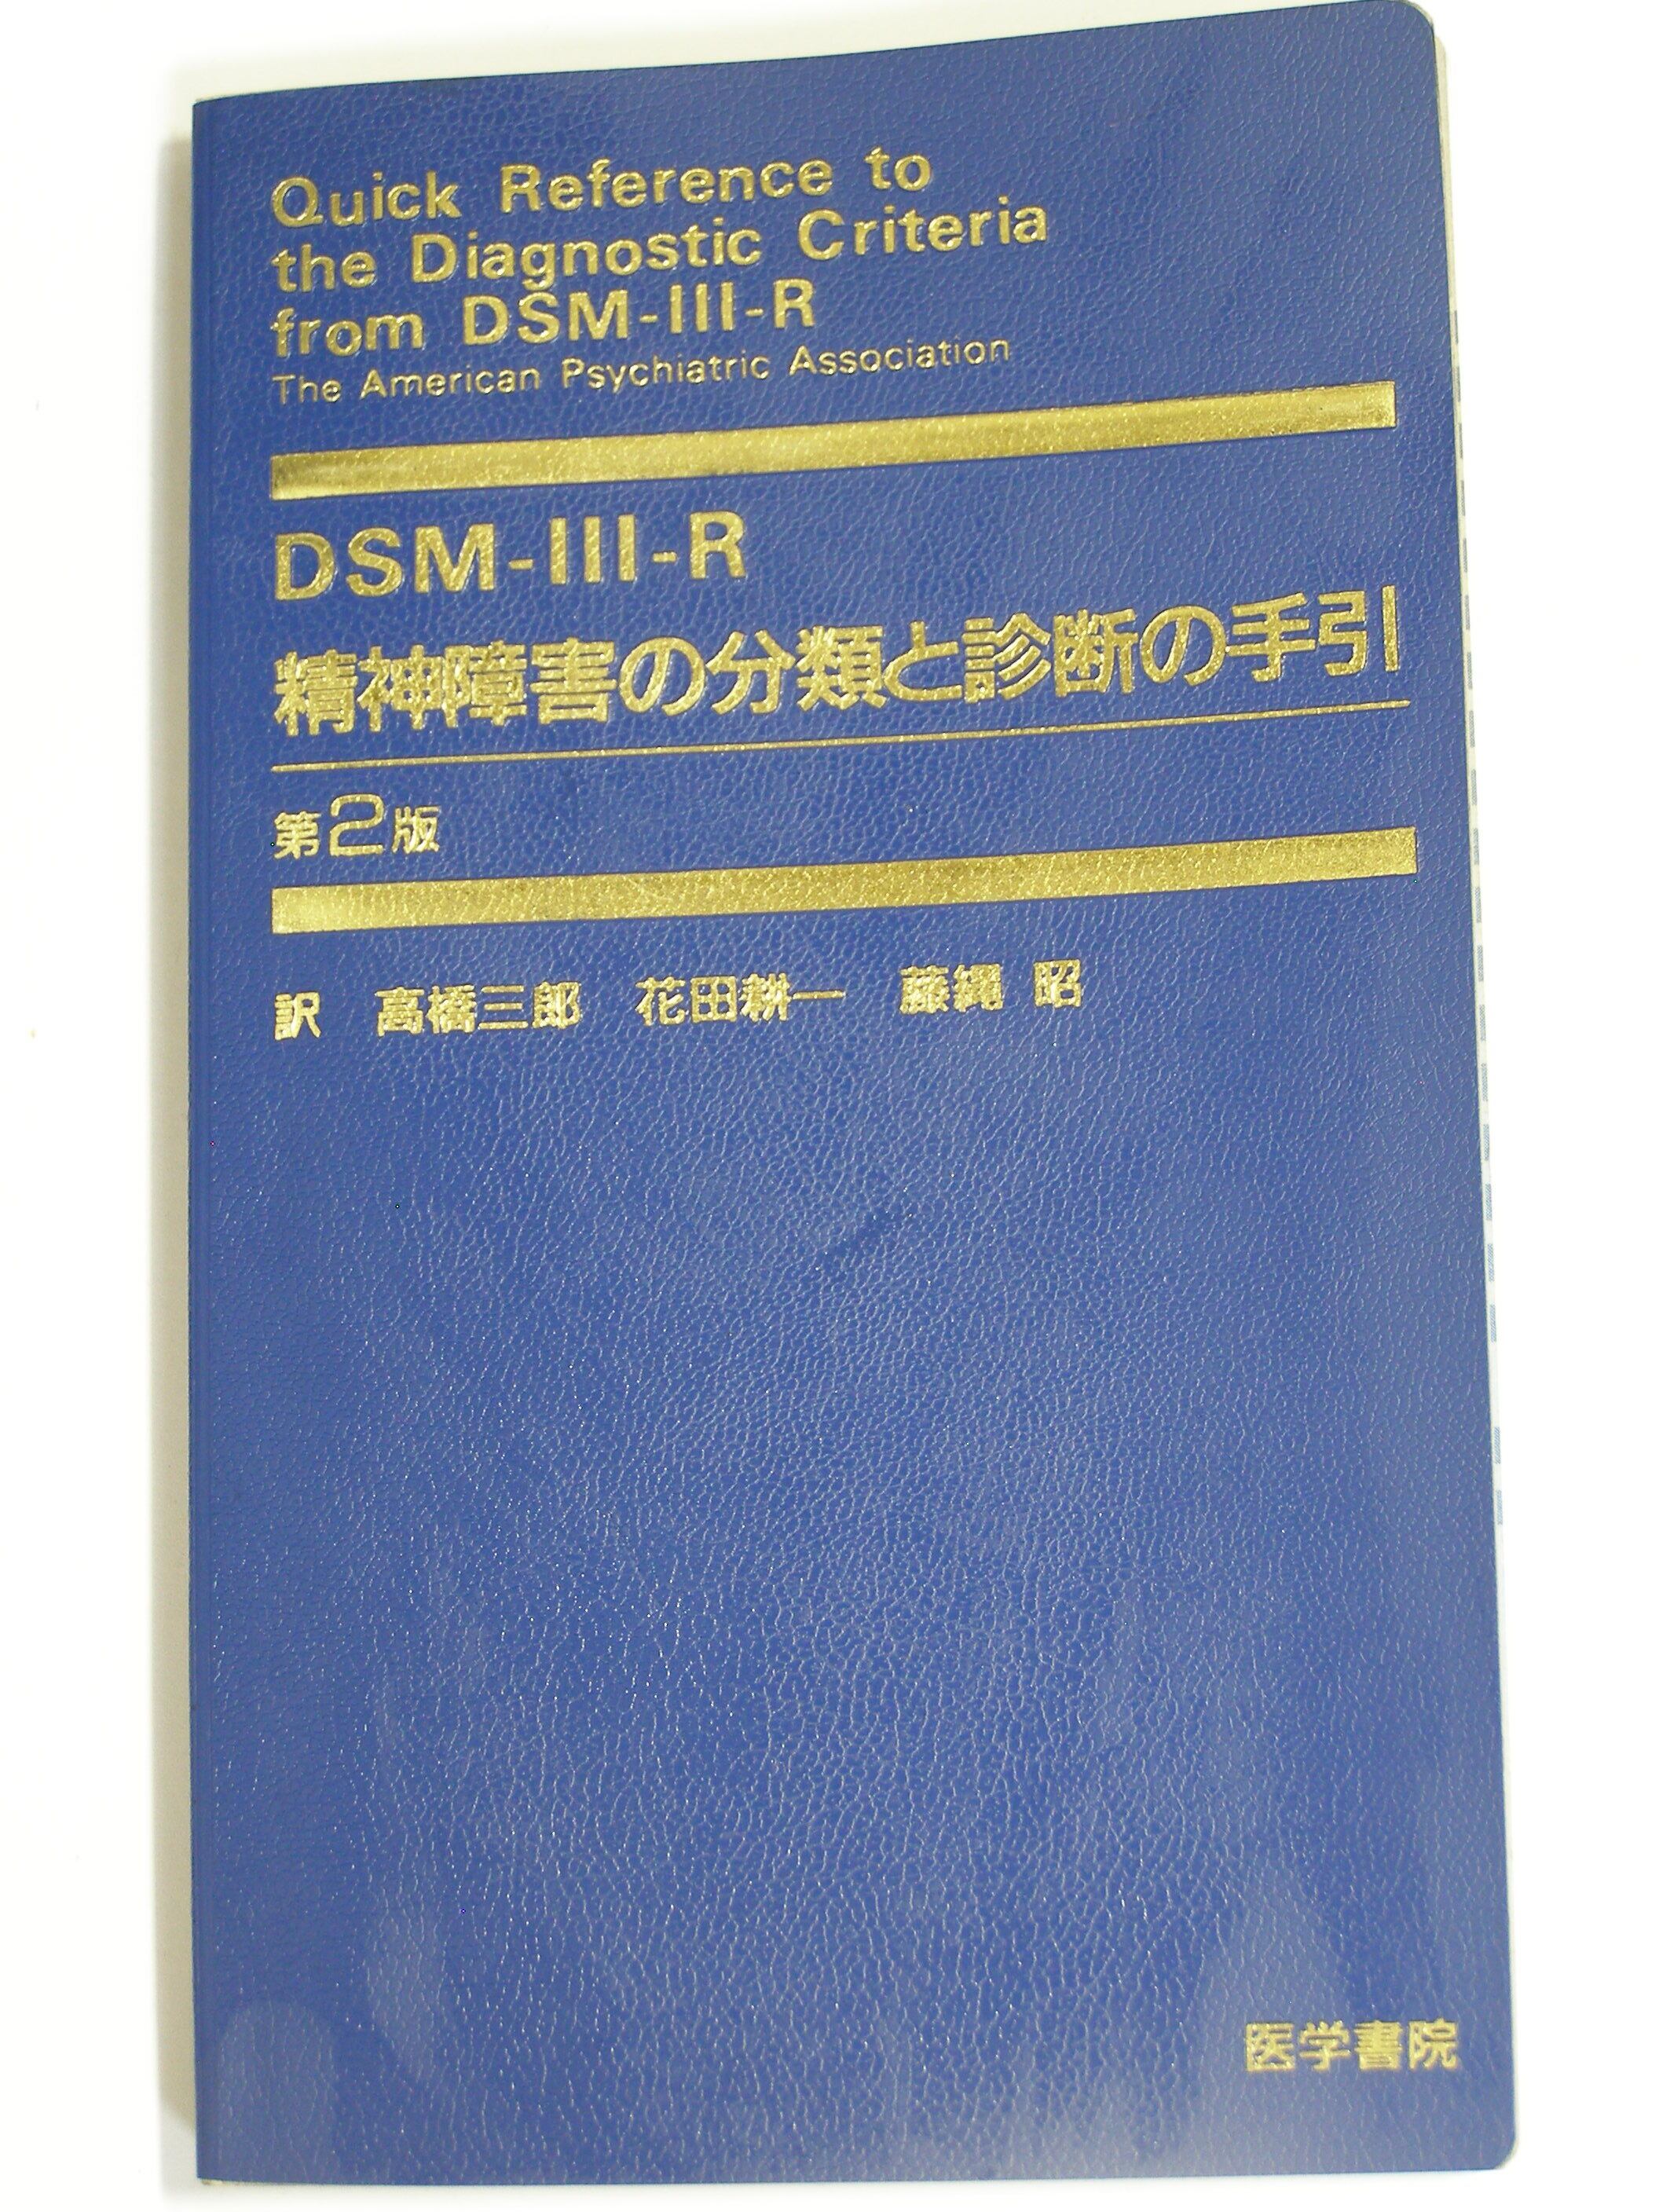 Quick Reference to
the Diagnostic Criteria
from DSM-III-R
The American Psychiatric Association
DSM-III-R
精神障害の分類と診断の手引
第2版
訳 高橋三郎 花田耕一 藤縄 昭
医学書院